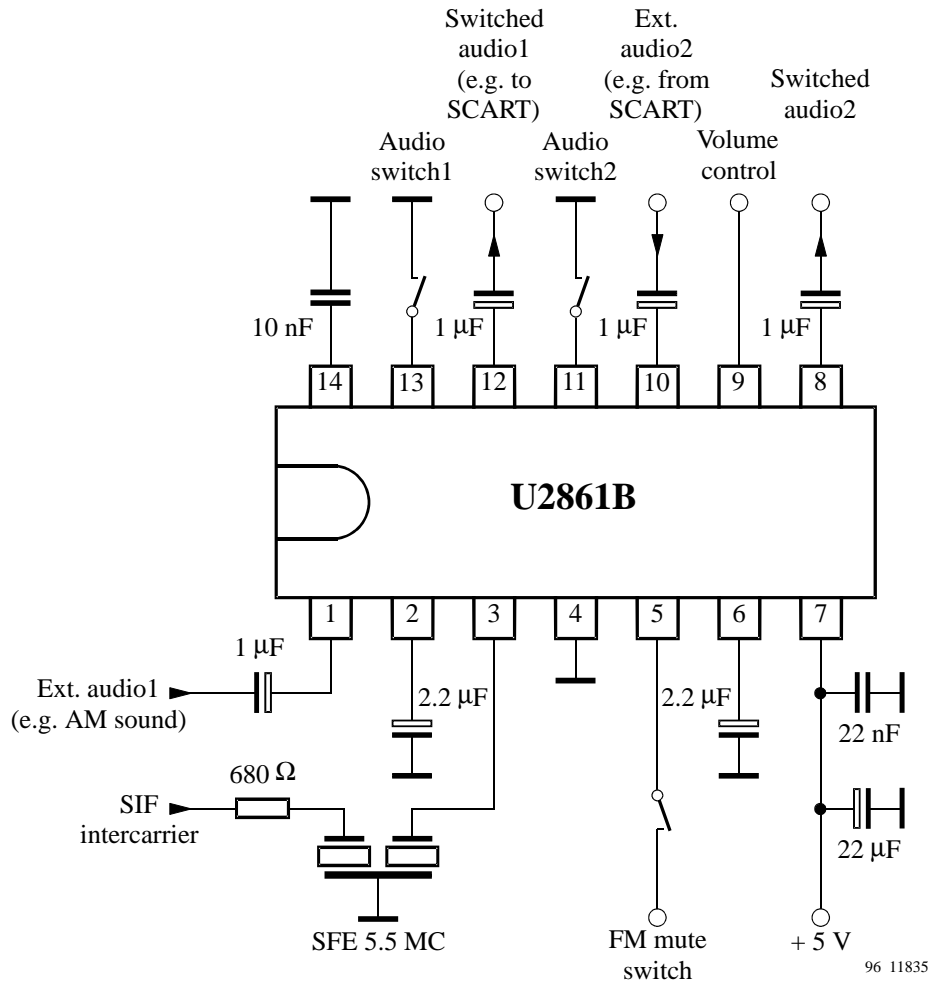 Switched
audio1
(e.g. to
SCART)
Ext.
audio2
(e.g. from
SCART)
Switched
audio2
Audio
switch1
Audio
switch2
Volume
control
10 nF
1 μF
1 μF
1 μF
14
13
12
11
10
9
8
U2861B
1
2
3
4
5
6
7
1 μF
Ext. audio1
(e.g. AM sound)
2.2 μF
2.2 μF
22 nF
680 Ω
SIF
intercarrier
22 μF
SFE 5.5 MC
FM mute
switch
+ 5 V
96 11835